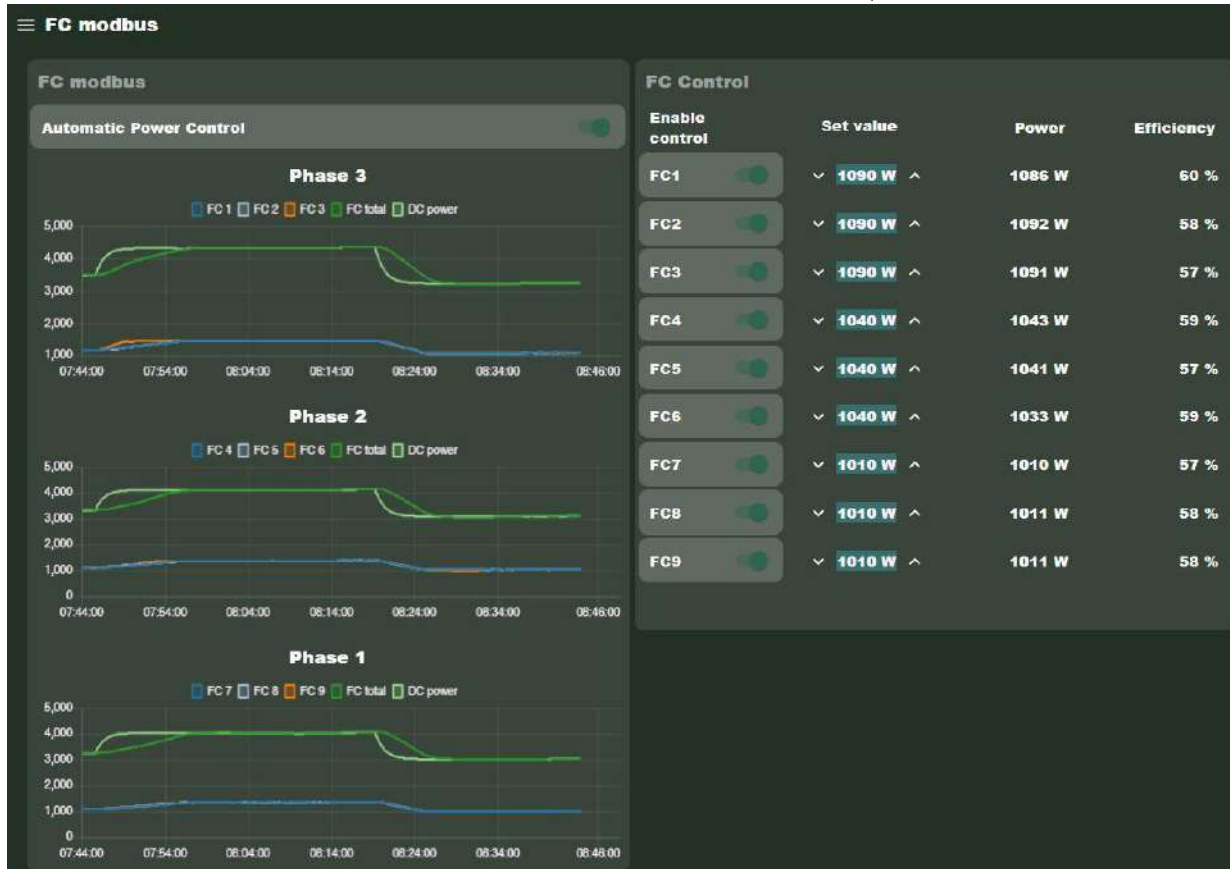 FC modbus
FC modbus
Automatic Power Control
Phase 3
FC 1 FC 2 FC 3 FC total DC power
5,000
4,000
3,000
2,000
1,000
07:44:00 07:54:00 08:04:00 08:14:00 08:24:00 08:34:00 08:46:00
Phase 2
FC 4 FC 5 FC 6 FC total DC power
5,000
4,000
3,000
2,000
1,000
0
07:44:00 07:54:00 08:04:00 08:14:00 08:24:00 08:34:00 08:46:00
Phase 1
FC 7 FC 8 FC 9 FC total DC power
5,000
4,000
3,000
2,000
1,000
0
07:44:00 07:54:00 08:04:00 08:14:00 08:24:00 08:34:00 08:46:00
FC Control
Enable control Set value Power Efficiency
FC1 1090 W 1086 W 60 %
FC2 1090 W 1092 W 58 %
FC3 1090 W 1091 W 57 %
FC4 1040 W 1043 W 59 %
FC5 1040 W 1041 W 57 %
FC6 1040 W 1033 W 59 %
FC7 1010 W 1010 W 57 %
FC8 1010 W 1011 W 58 %
FC9 1010 W 1011 W 58 %